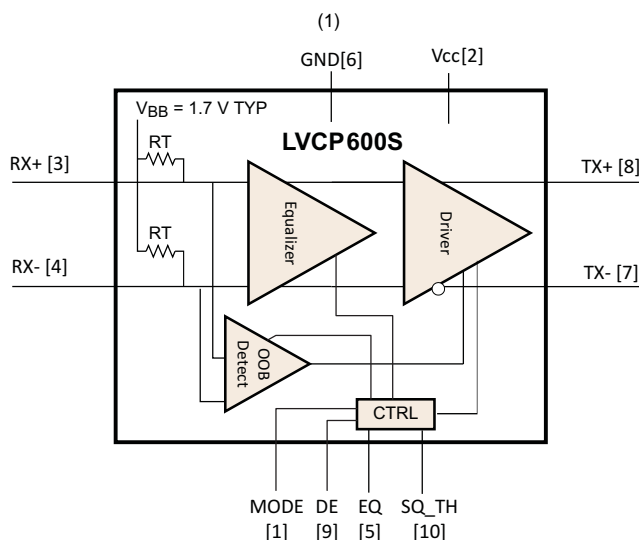 (1)
GND[6]
Vcc[2]
VBB = 1.7 V TYP
LVCP600S
RT
RX+ [3]
TX+ [8]
Equalizer
Driver
RT
RX- [4]
TX- [7]
OOB
Detect
CTRL
MODE
[1]
DE
[9]
EQ
[5]
SQ_TH
[10]